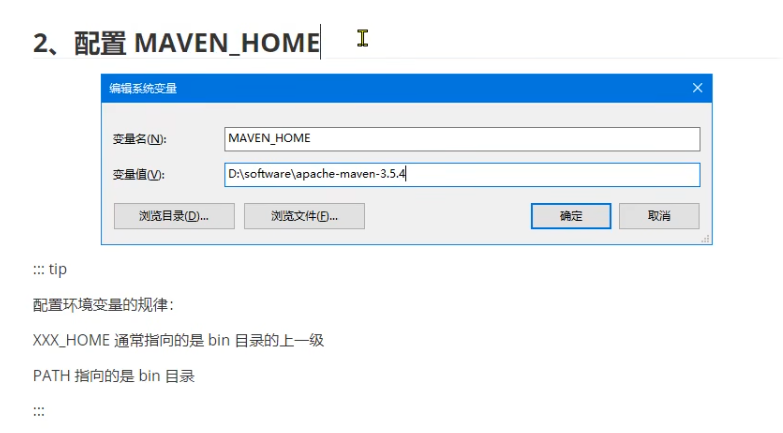 2、配置 MAVEN_HOME
编辑系统变量
变量名(N):
MAVEN_HOME
变量值(V):
D:\software\apache-maven-3.5.4
浏览目录(D)...
浏览文件(F)...
确定
取消
::: tip
配置环境变量的规律：
XXX_HOME 通常指向的是 bin 目录的上一级
PATH 指向的是 bin 目录
:::